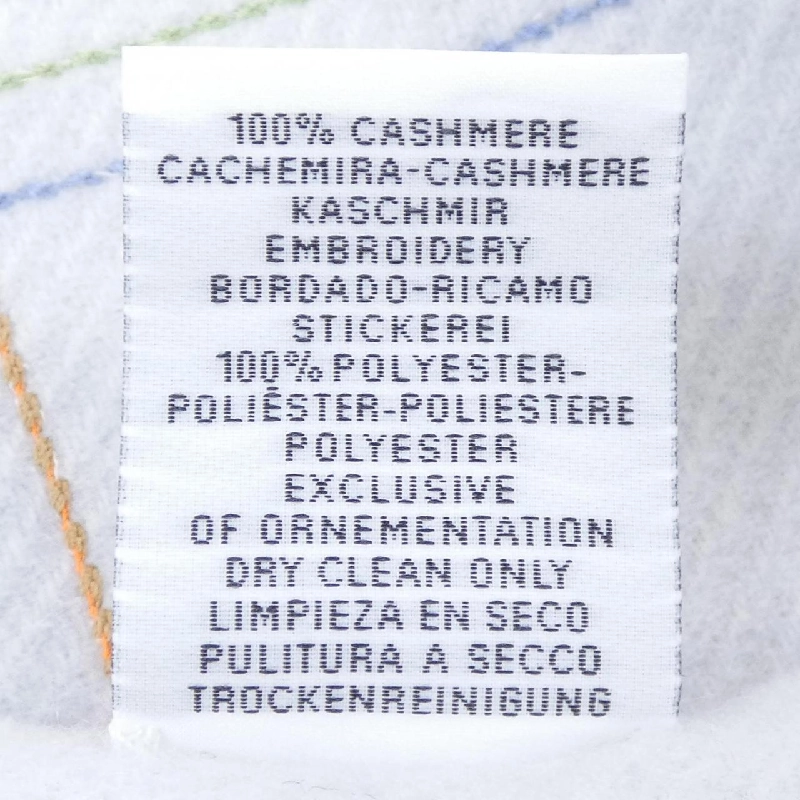 100% CASHMERE
CACHEMIRA-CASHMERE
KASCHMIR
EMBROIDERY
BORDADO-RICAMO
STICKEREI
100% POLYESTER-
POLIÉSTER-POLIESTERE
POLYESTER
EXCLUSIVE
OF ORNEMENTATION
DRY CLEAN ONLY
LIMPIEZA EN SECO
PULITURA A SECCO
TROCKENREINIGUNG